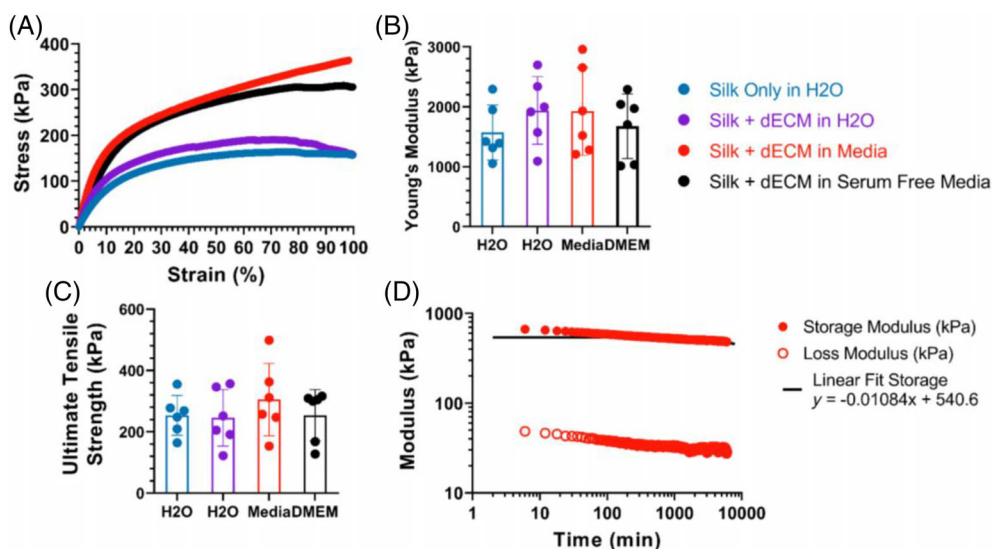 (A)
Stress (kPa)
400
300
200
100
0
0 10 20 30 40 50 60 70 80 90 100
Strain (%)
(B)
Young's Modulus (kPa)
3000
2000
1000
0
H2O H2O MediaDMEM
Silk Only in H2O
Silk + dECM in H2O
Silk + dECM in Media
Silk + dECM in Serum Free Media
(C)
Ultimate Tensile
Strength (kPa)
600
400
200
0
H2O H2O MediaDMEM
(D)
Modulus (kPa)
1000
100
10
1 10 100 1000 10000
Time (min)
Storage Modulus (kPa)
Loss Modulus (kPa)
Linear Fit Storage
y = -0.01084x + 540.6